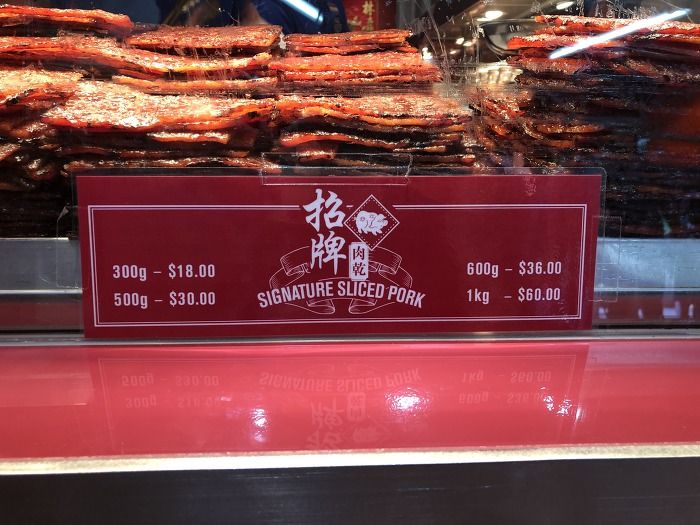 招牌
肉乾
SIGNATURE SLICED PORK
300g – $18.00
500g – $30.00
600g – $36.00
1kg – $60.00